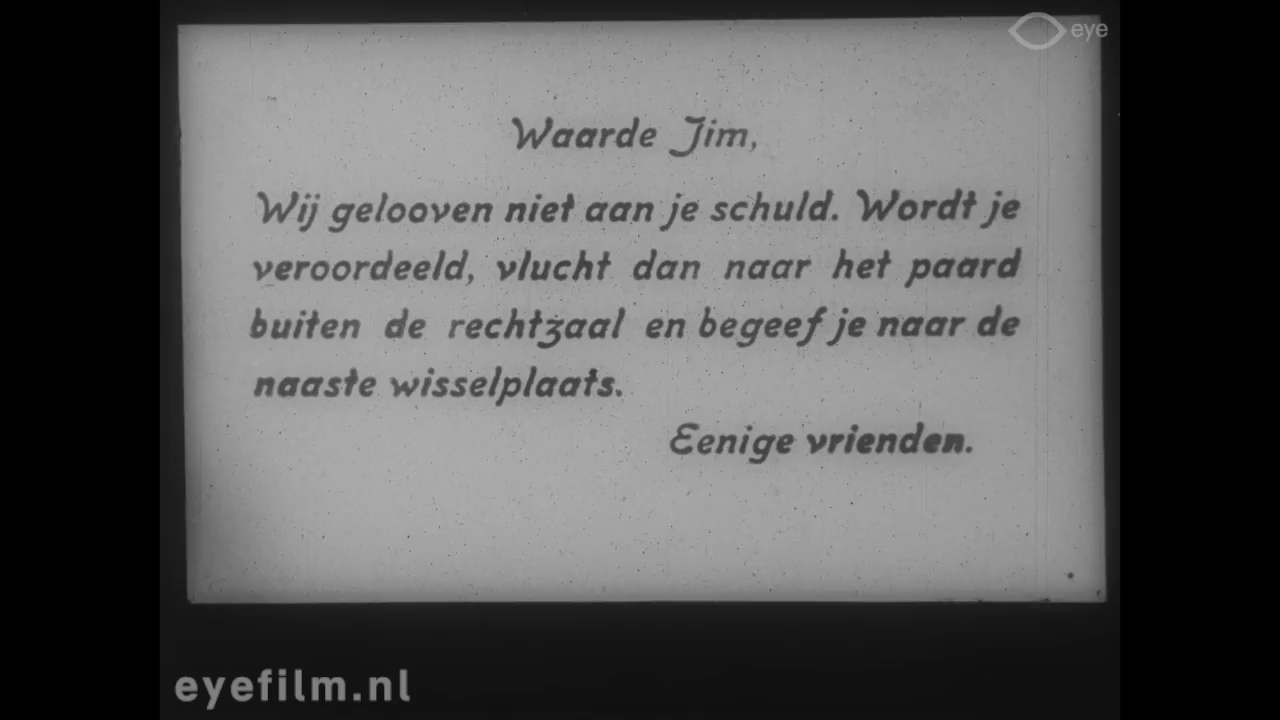 eye
Waarde Jim,
Wij gelooven niet aan je schuld. Wordt je
veroordeeld, vlucht dan naar het paard
buiten de rechtzaal en begeef je naar de
naaste wisselplaats.
Eenige vrienden.
eyefilm.nl